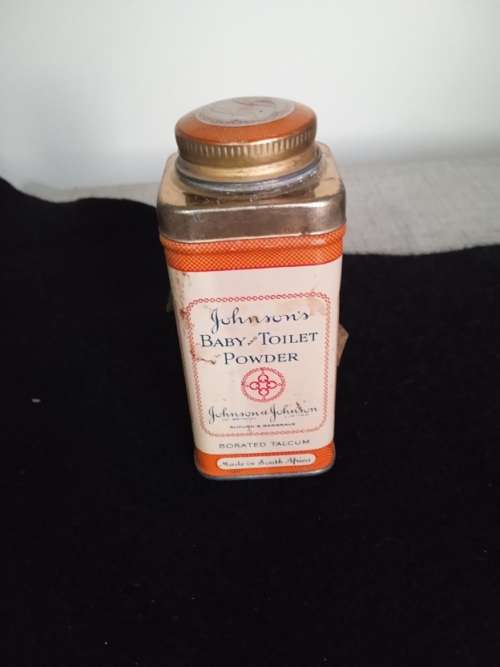 Johnson's
BABY AND TOILET
POWDER
Johnson & Johnson
BORATED TALCUM
Made in South Africa